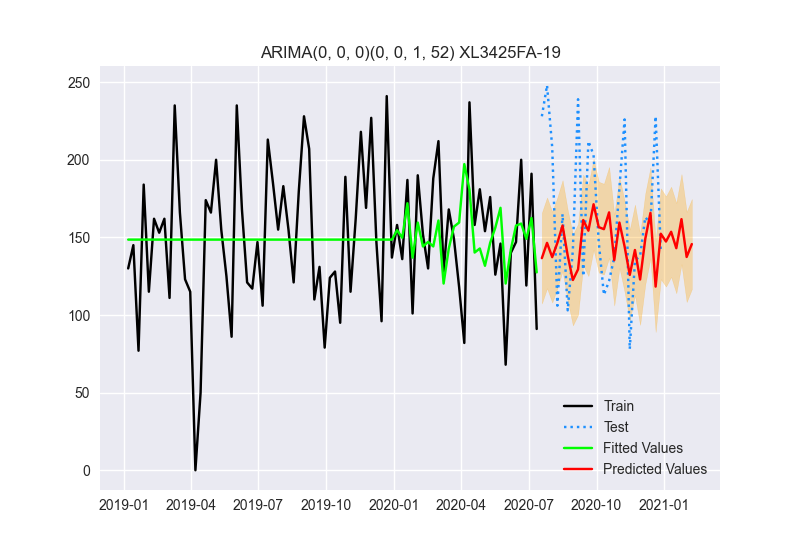 ARIMA(0, 0, 0)(0, 0, 1, 52) XL3425FA-19
250
200
150
100
50
0
Train
Test
Fitted Values
Predicted Values
2019-01 2019-04 2019-07 2019-10 2020-01 2020-04 2020-07 2020-10 2021-01